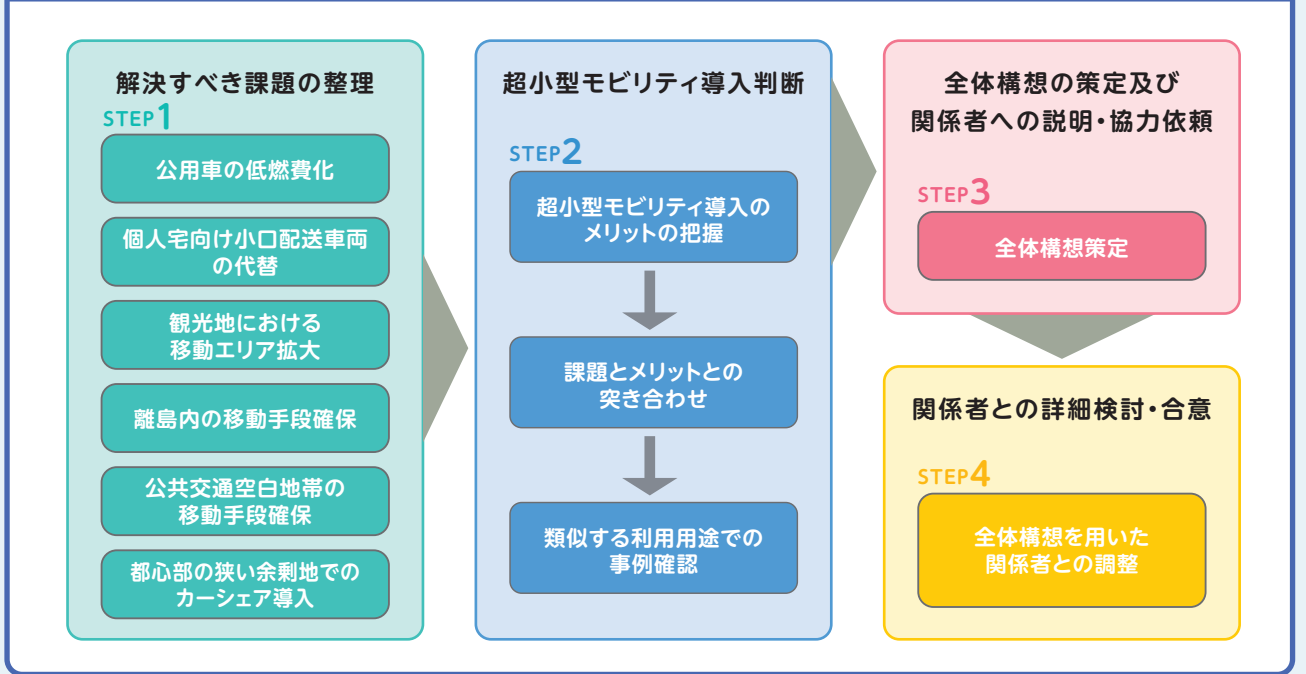 解決すべき課題の整理
STEP1
公用車の低燃費化
個人宅向け小口配送車両
の代替
観光地における
移動エリア拡大
離島内の移動手段確保
公共交通空白地帯の
移動手段確保
都心部の狭い余剰地での
カーシェア導入
超小型モビリティ導入判断
STEP2
超小型モビリティ導入の
メリットの把握
課題とメリットとの
突き合わせ
類似する利用用途での
事例確認
全体構想の策定及び
関係者への説明・協力依頼
STEP3
全体構想策定
関係者との詳細検討・合意
STEP4
全体構想を用いた
関係者との調整